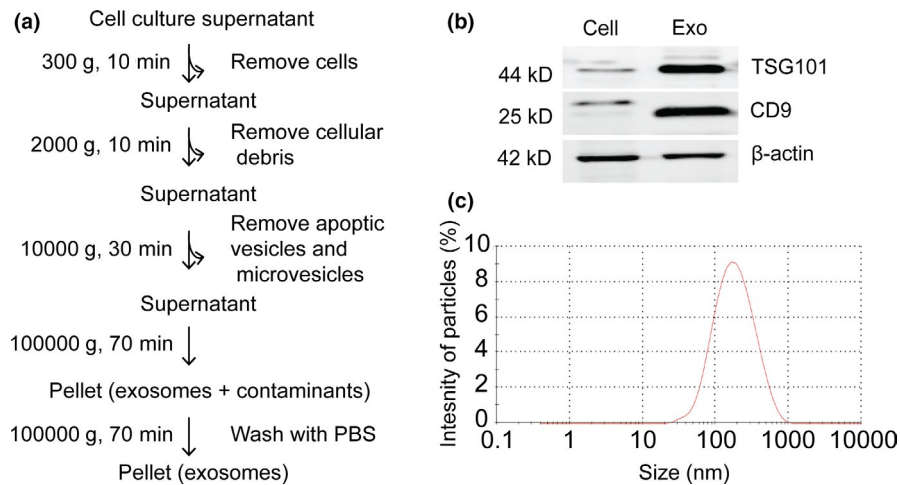 (a)
Cell culture supernatant
300 g, 10 min
Remove cells
Supernatant
2000 g, 10 min
Remove cellular
debris
Supernatant
10000 g, 30 min
Remove apoptic
vesicles and
microvesicles
Supernatant
100000 g, 70 min
Pellet (exosomes + contaminants)
100000 g, 70 min
Wash with PBS
Pellet (exosomes)
(b)
Cell Exo
44 kD TSG101
25 kD CD9
42 kD β-actin
(c)
Intesnity of particles (%)
10
8
6
4
2
0
0.1 1 10 100 1000 10000
Size (nm)